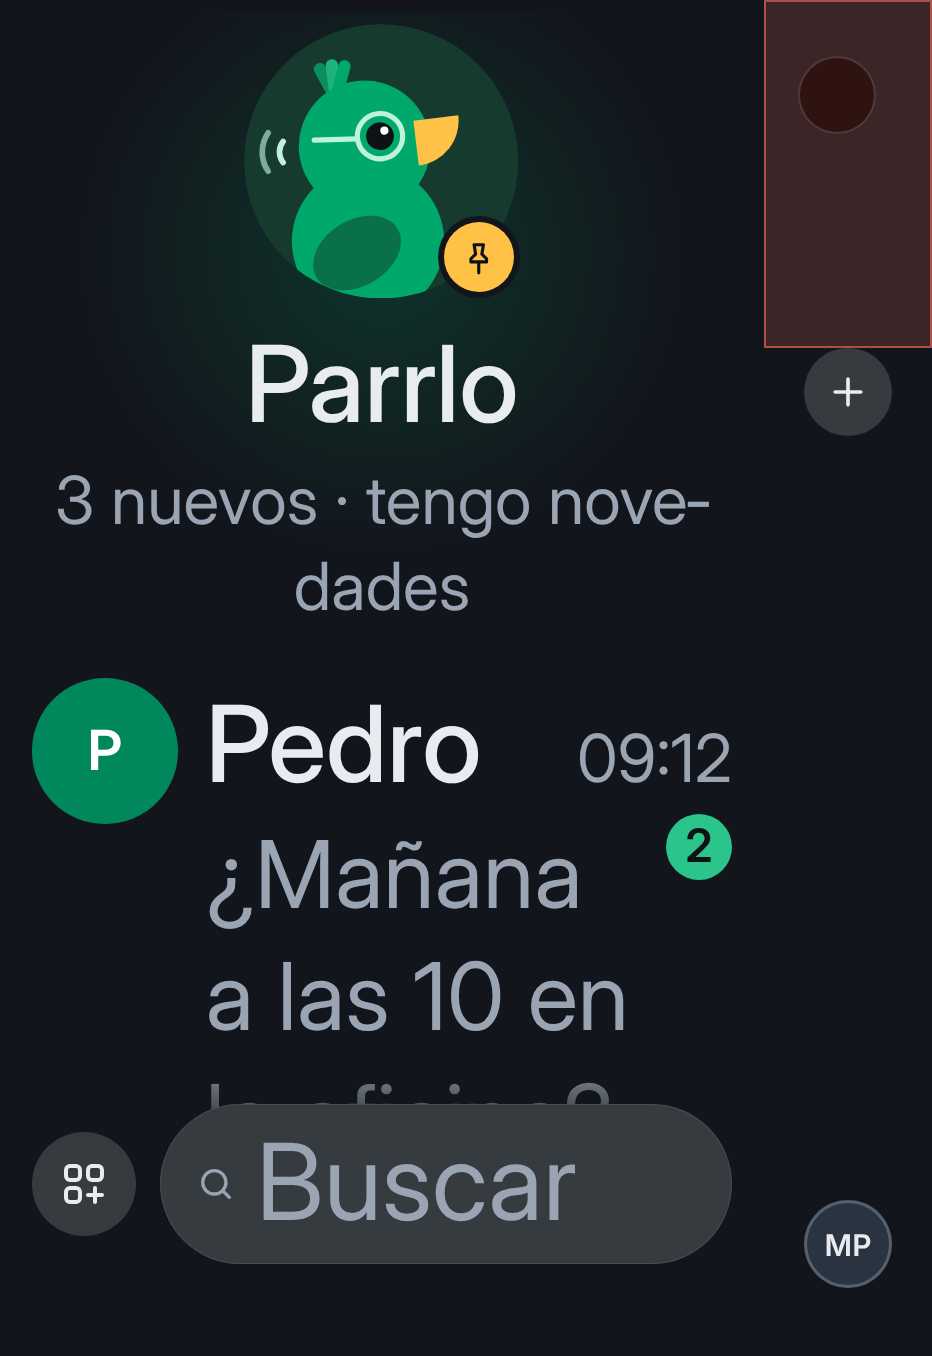 Parrlo
3 nuevos · tengo nove-
dades
P
Pedro
09:12
¿Mañana
2
a las 10 en
Buscar
MP